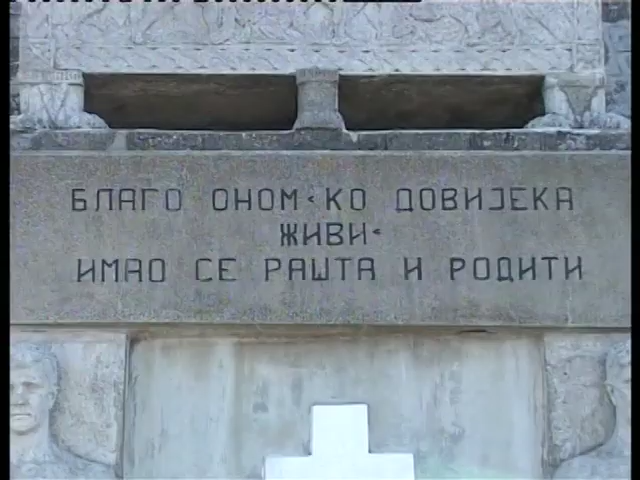 БЛАГО ОНОМ‹КО ДОВИЈЕКА
ЖИВИ‹
ИМАО СЕ РАШТА И РОДИТИ